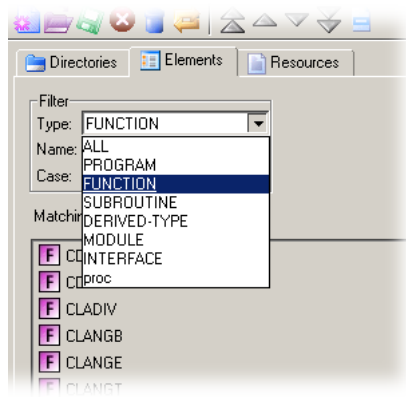 Directories Elements Resources
Filter
Type: FUNCTION
Name: ALL
PROGRAM
Case: FUNCTION
SUBROUTINE
DERIVED-TYPE
MODULE
INTERFACE
proc
F
F
F CLADIV
F CLANGB
F CLANGE
F CLANGT